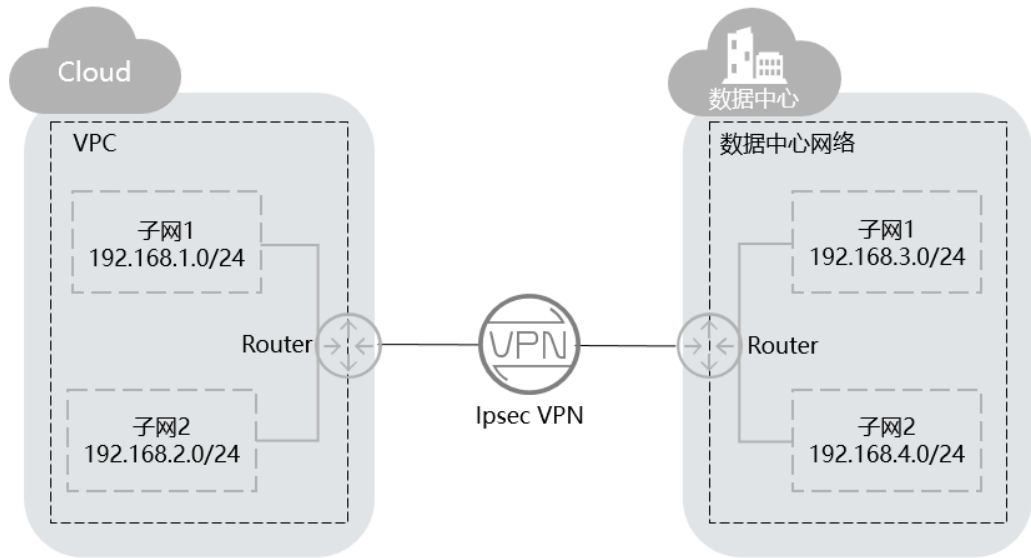 Cloud
VPC
子网1
192.168.1.0/24
Router
子网2
192.168.2.0/24
VPN
Ipsec VPN
数据中心
数据中心网络
子网1
192.168.3.0/24
Router
子网2
192.168.4.0/24